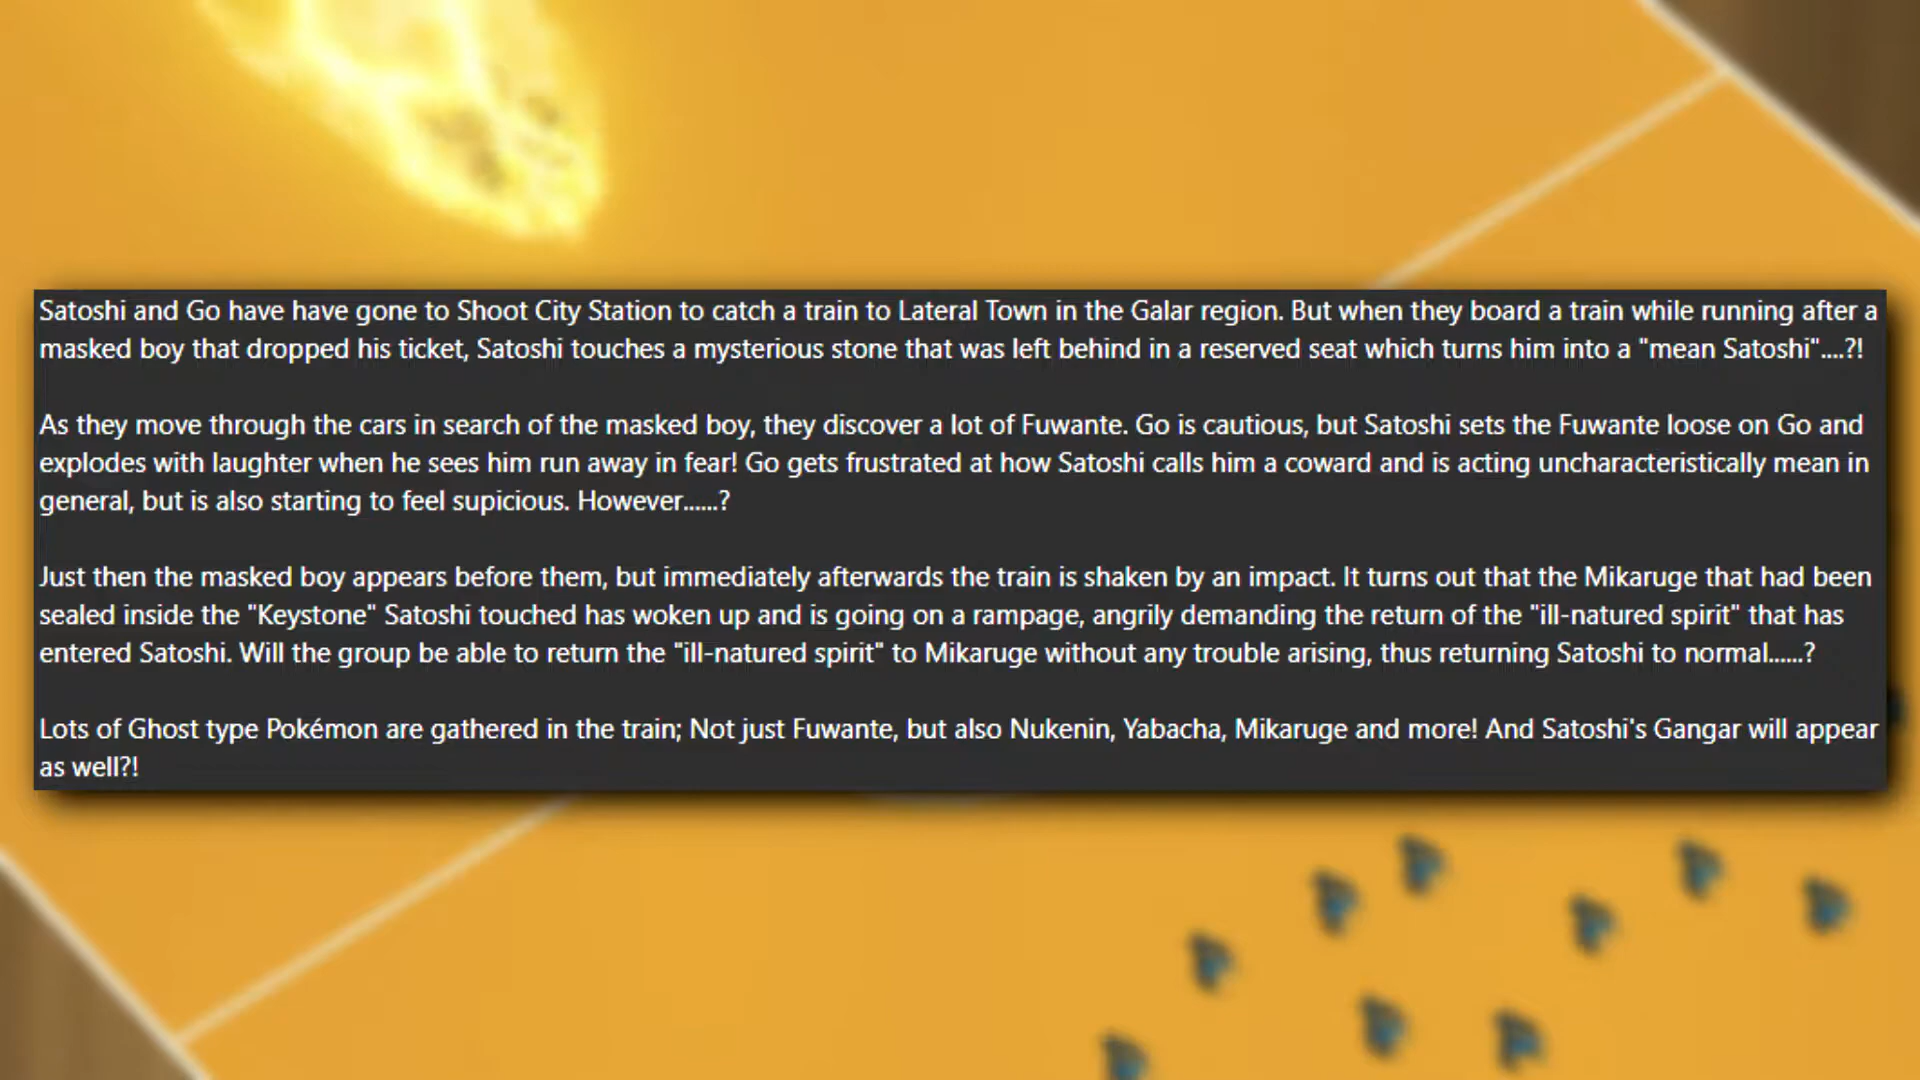 Satoshi and Go have have gone to Shoot City Station to catch a train to Lateral Town in the Galar region. But when they board a train while running after a
masked boy that dropped his ticket, Satoshi touches a mysterious stone that was left behind in a reserved seat which turns him into a "mean Satoshi"....?!
As they move through the cars in search of the masked boy, they discover a lot of Fuwante. Go is cautious, but Satoshi sets the Fuwante loose on Go and
explodes with laughter when he sees him run away in fear! Go gets frustrated at how Satoshi calls him a coward and is acting uncharacteristically mean in
general, but is also starting to feel supicious. However......?
Just then the masked boy appears before them, but immediately afterwards the train is shaken by an impact. It turns out that the Mikaruge that had been
sealed inside the "Keystone" Satoshi touched has woken up and is going on a rampage, angrily demanding the return of the "ill-natured spirit" that has
entered Satoshi. Will the group be able to return the "ill-natured spirit" to Mikaruge without any trouble arising, thus returning Satoshi to normal......?
Lots of Ghost type Pokémon are gathered in the train; Not just Fuwante, but also Nukenin, Yabacha, Mikaruge and more! And Satoshi's Gangar will appear
as well?!